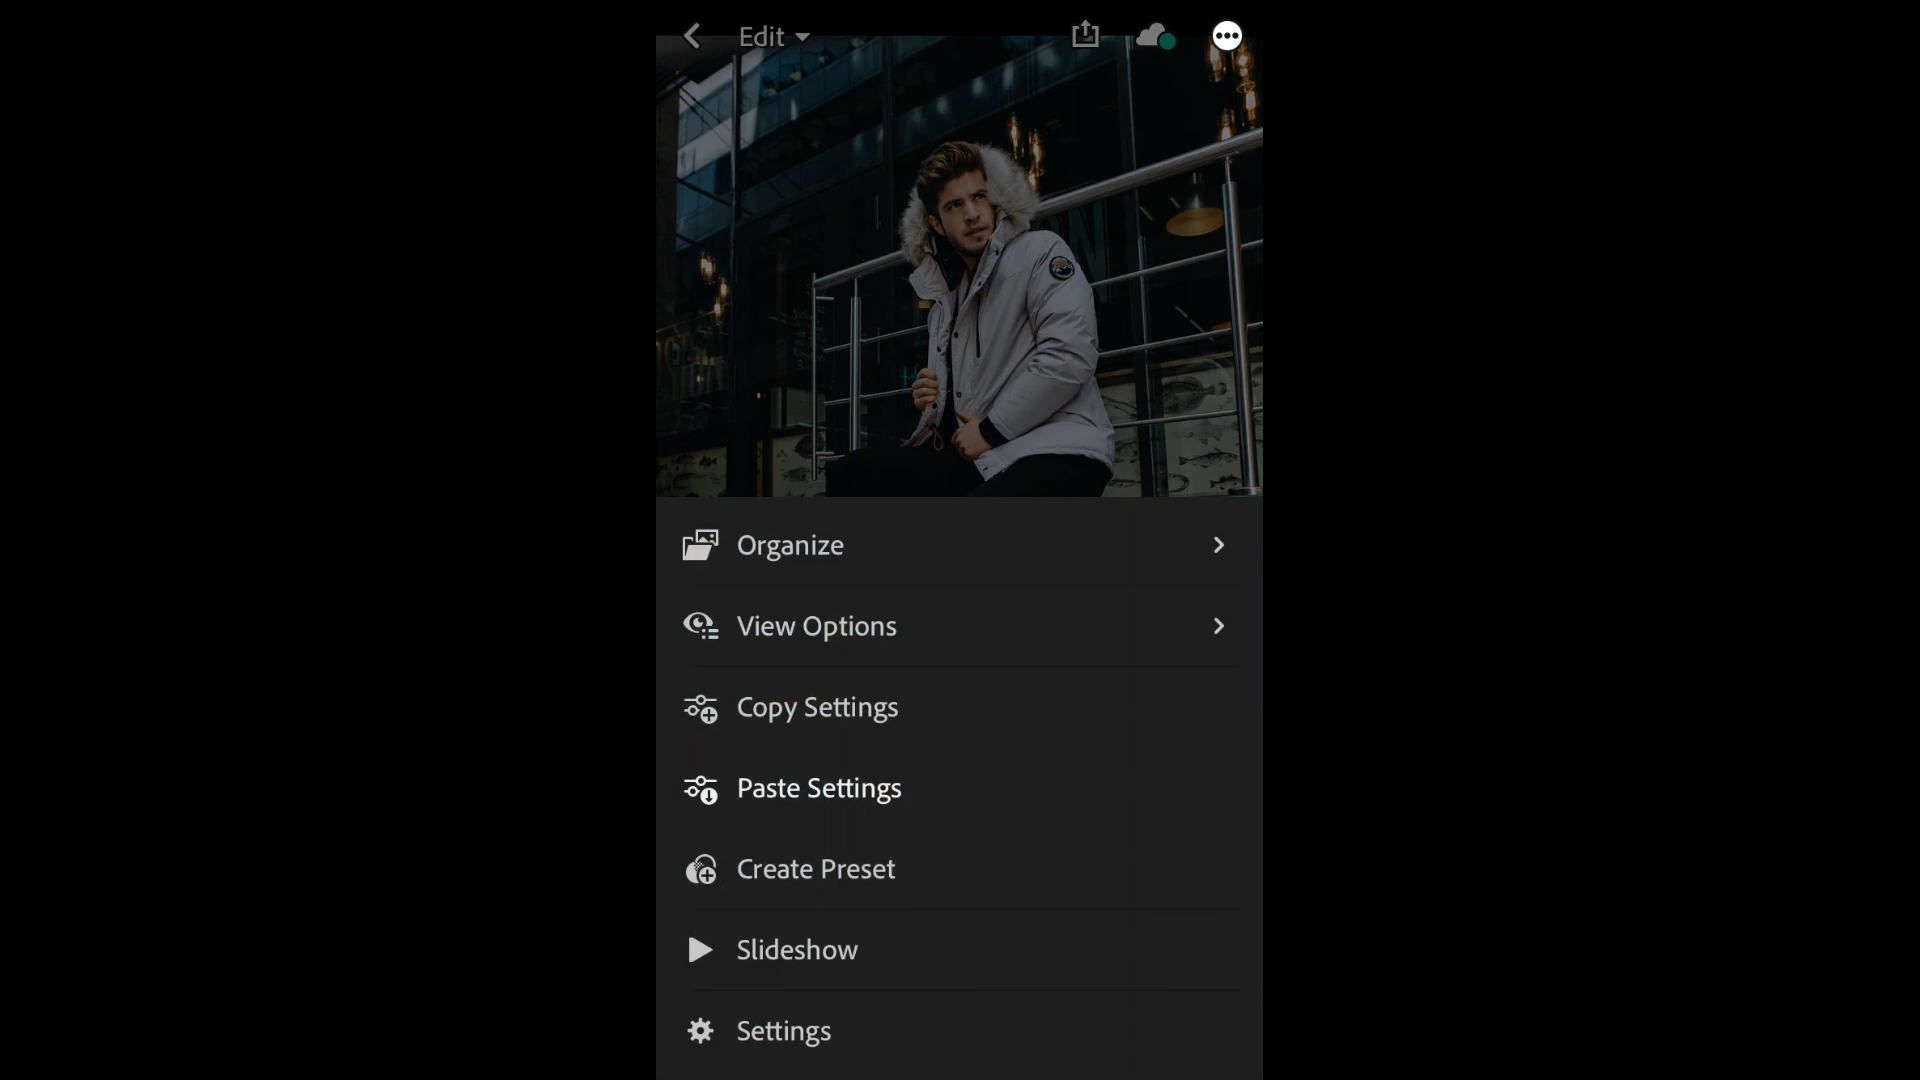 Edit
Organize
View Options
Copy Settings
Paste Settings
Create Preset
Slideshow
Settings